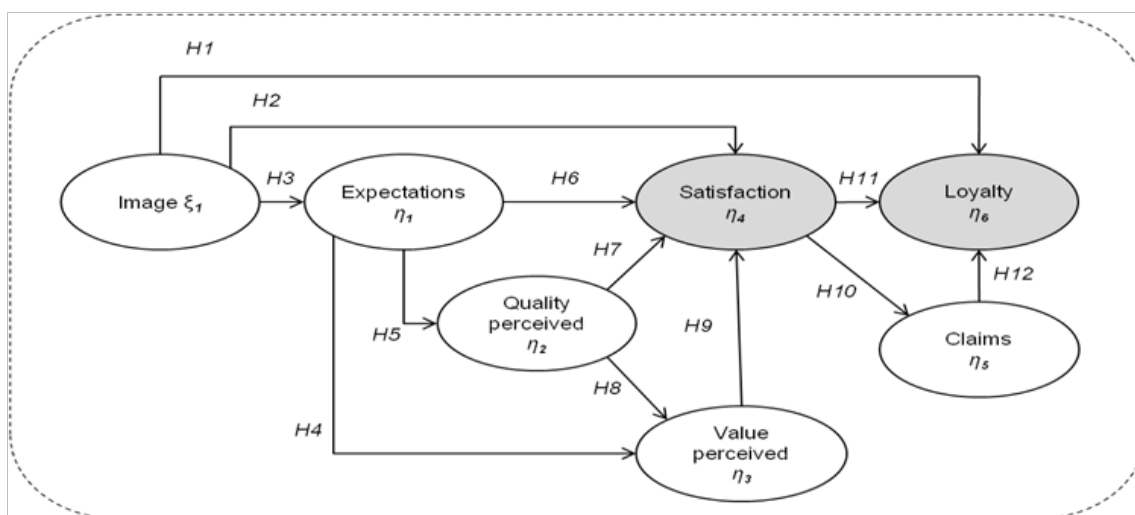 H1
H2
H3
H6
H11
Image ξ1
Expectations
η1
Satisfaction
η4
Loyalty
η6
H7
H12
H10
Quality
perceived
η2
H5
H9
Claims
η5
H8
H4
Value
perceived
η3